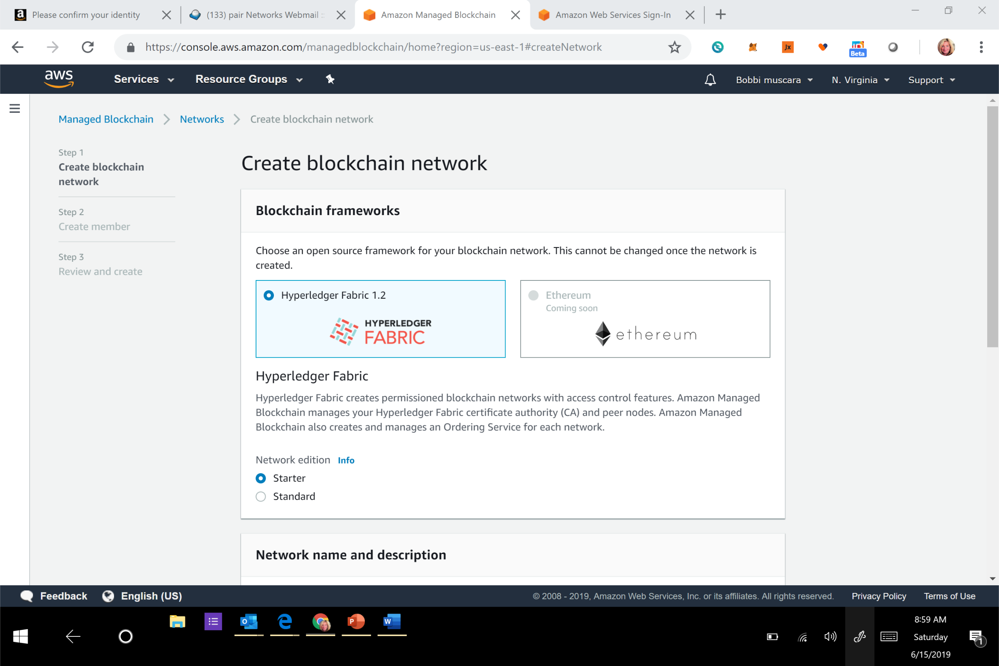 Please confirm your identity
(133) pair Networks Webmail ::
Amazon Managed Blockchain
Amazon Web Services Sign-In
https://console.aws.amazon.com/managedblockchain/home?region=us-east-1#createNetwork
Jx
Beta
aws
Services
Resource Groups
Bobbi muscara
N. Virginia
Support
Managed Blockchain
Networks
Create blockchain network
Step 1
Create blockchain
network
Step 2
Create member
Step 3
Review and create
Create blockchain network
Blockchain frameworks
Choose an open source framework for your blockchain network. This cannot be changed once the network is
created.
Hyperledger Fabric 1.2
HYPERLEDGER
FABRIC
Ethereum
Coming soon
ethereum
Hyperledger Fabric
Hyperledger Fabric creates permissioned blockchain networks with access control features. Amazon Managed
Blockchain manages your Hyperledger Fabric certificate authority (CA) and peer nodes. Amazon Managed
Blockchain also creates and manages an Ordering Service for each network.
Network edition Info
Starter
Standard
Network name and description
Feedback
English (US)
© 2008 - 2019, Amazon Web Services, Inc. or its affiliates. All rights reserved.
Privacy Policy
Terms of Use
8:59 AM
Saturday
6/15/2019
1